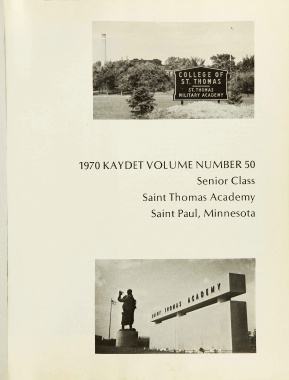 COLLEGE OF
ST. THOMAS
ST. THOMAS
MILITARY ACADEMY
1970 KAYDET VOLUME NUMBER 50
Senior Class
Saint Thomas Academy
Saint Paul, Minnesota
SAINT THOMAS ACADEMY